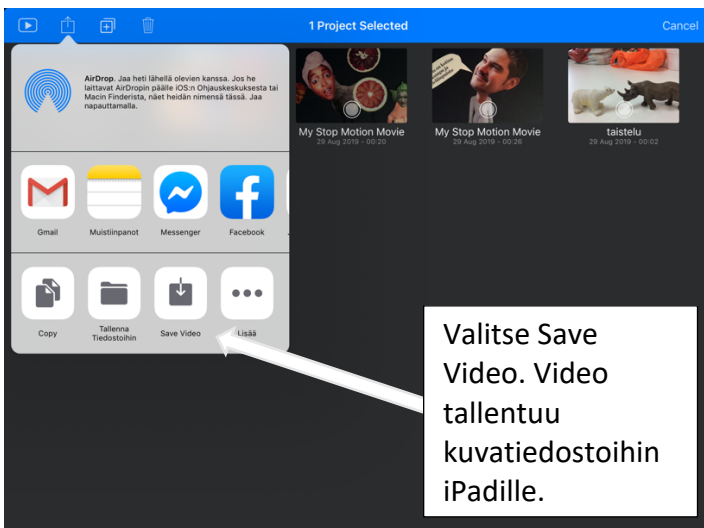 1 Project Selected
Cancel
AirDrop. Jaa heti lähellä olevien kanssa. Jos he
laittavat AirDropin päälle iOS:n Ohjauskeskuksesta tai
Macin Finderista, näet heidän nimensä tässä. Jaa
napauttamalla.
My Stop Motion Movie
29 Aug 2019 - 00:20
My Stop Motion Movie
29 Aug 2019 - 00:26
taistelu
29 Aug 2019 - 00:02
Gmail
Muistiinpanot
Messenger
Facebook
Copy
Tallenna
Tiedostoihin
Save Video
Lisää
Valitse Save
Video. Video
tallentuu
kuvatiedostoihin
iPadille.